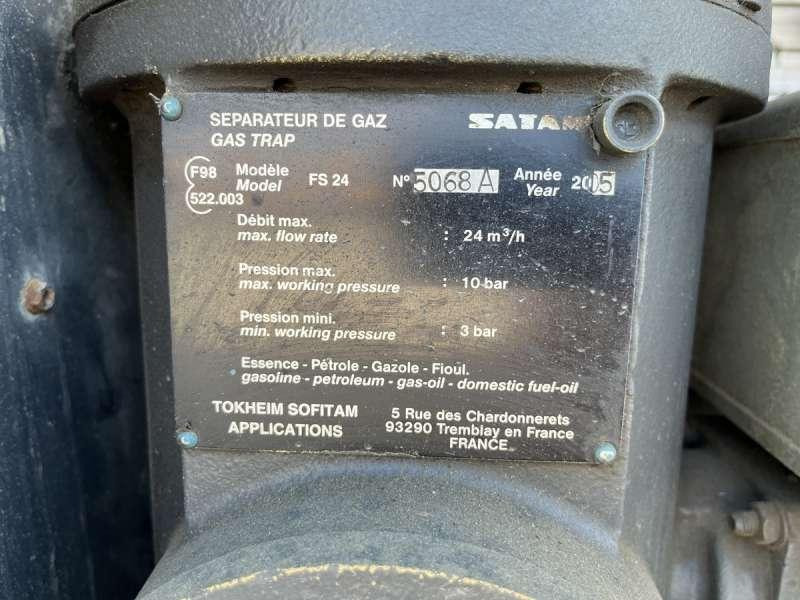 SEPARATEUR DE GAZ SATAM
GAS TRAP
F98
522.003
Modèle
Model FS 24 N° 5068 A Année
Year 2005
Débit max.
max. flow rate : 24 m³/h
Pression max.
max. working pressure : 10 bar
Pression mini.
min. working pressure : 3 bar
Essence - Pétrole - Gazole - Fioul.
gasoline - petroleum - gas-oil - domestic fuel-oil
TOKHEIM SOFITAM
APPLICATIONS
5 Rue des Chardonnerets
93290 Tremblay en France
FRANCE